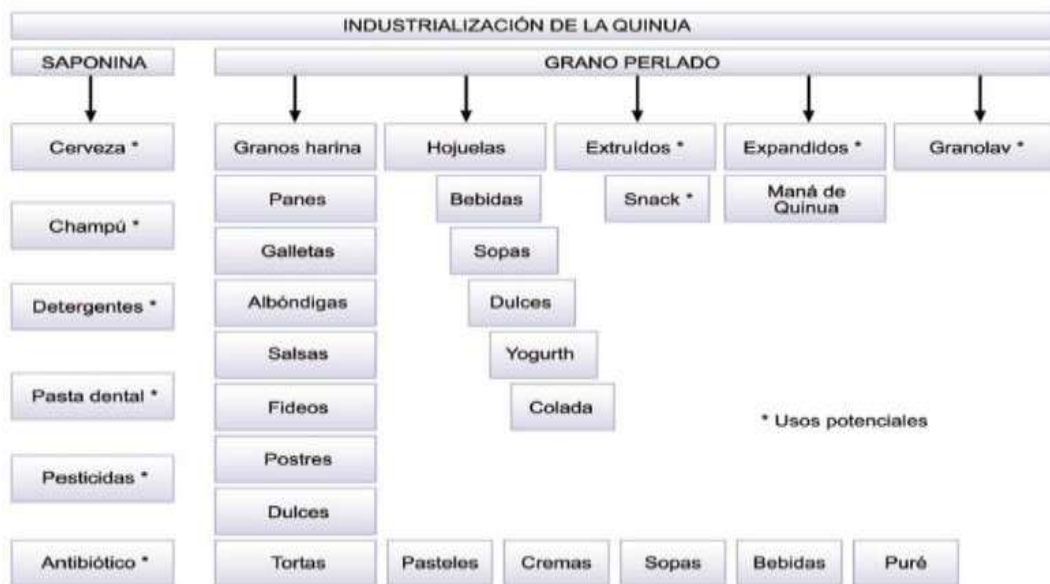 INDUSTRIALIZACIÓN DE LA QUINUA
SAPONINA
GRANO PERLADO
Cerveza *
Granos harina
Hojuelas
Extruídos *
Expandidos *
Granolav *
Champú *
Panes
Bebidas
Snack *
Maná de
Quinua
Galletas
Sopas
Detergentes *
Albóndigas
Dulces
Salsas
Yogurth
Pasta dental *
Fideos
Colada
* Usos potenciales
Pesticidas *
Postres
Dulces
Antibiótico *
Tortas
Pasteles
Cremas
Sopas
Bebidas
Puré